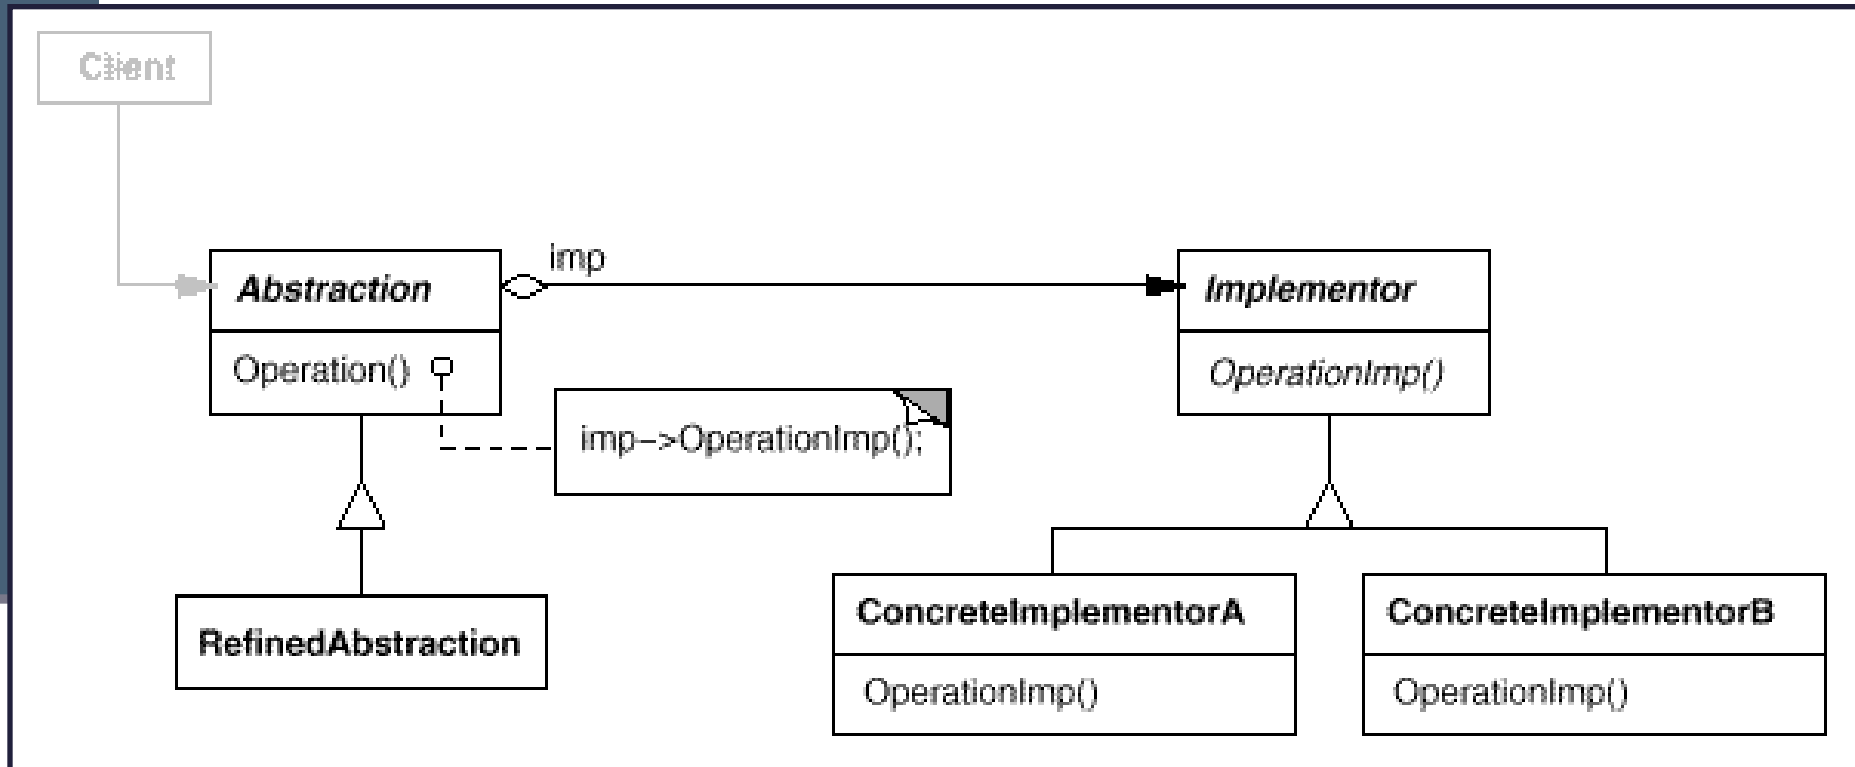 Client
imp
Abstraction
Implementor
Operation()
OperationImp()
imp–>OperationImp();
RefinedAbstraction
ConcreteImplementorA
ConcreteImplementorB
OperationImp()
OperationImp()